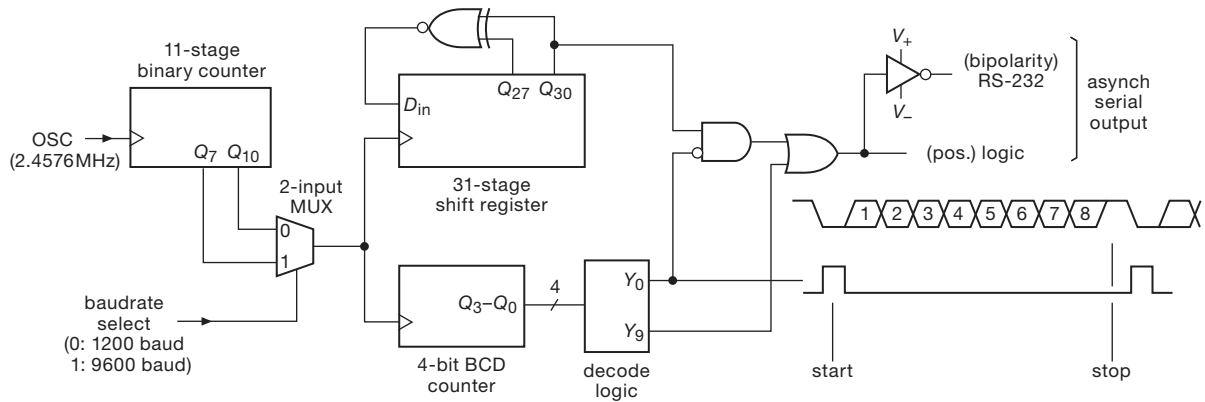 11-stage
binary counter
OSC
(2.4576MHz)
Q7 Q10
2-input
MUX
0
1
baudrate
select
(0: 1200 baud
1: 9600 baud)
Din
Q27 Q30
31-stage
shift register
Q3–Q0
4
4-bit BCD
counter
Y0
Y9
decode
logic
V+
V–
(bipolarity)
RS-232
(pos.) logic
asynch
serial
output
1 2 3 4 5 6 7 8
start
stop